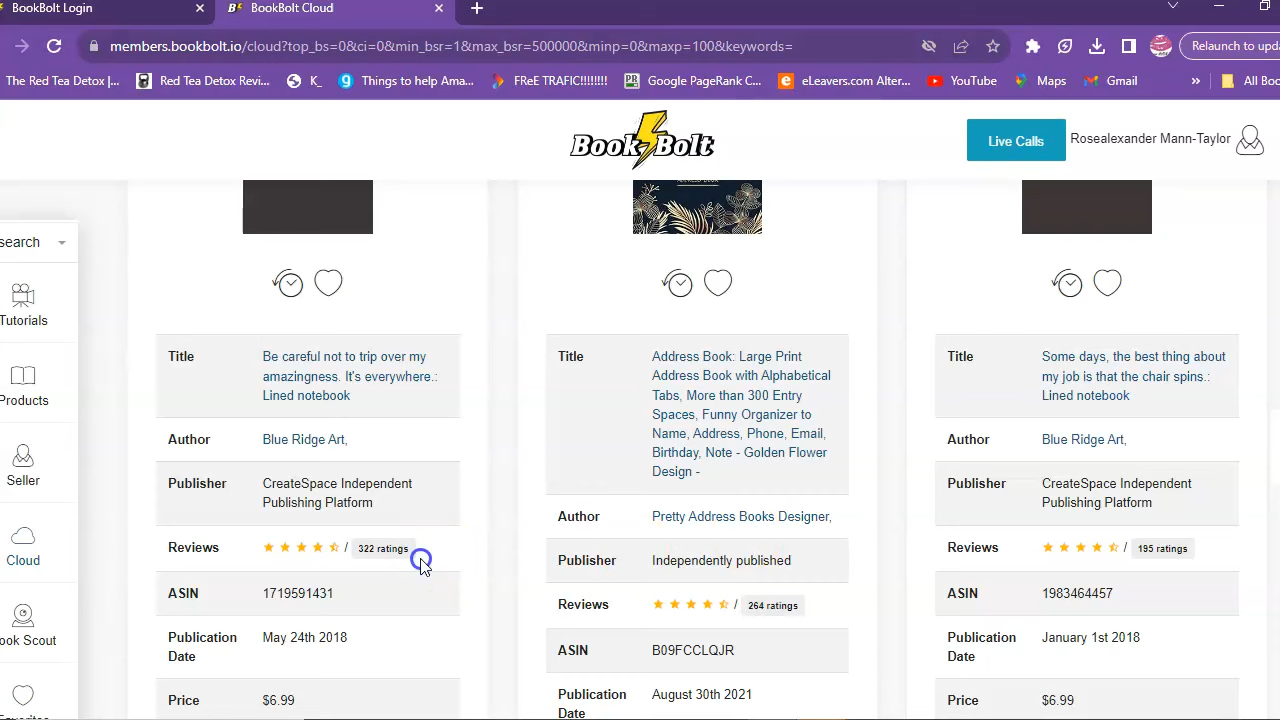 BookBolt Login
BookBolt Cloud
members.bookbolt.io/cloud?top_bs=0&ci=0&min_bsr=1&max_bsr=500000&minp=0&maxp=100&keywords=
Relaunch to upda
The Red Tea Detox |...
Red Tea Detox Revi...
K.
Things to help Ama...
FREE TRAFIC!!!!!!!!
Google PageRank C...
eLeavers.com Alter...
YouTube
Maps
Gmail
»
All Boo
Book Bolt
Live Calls
Rosealexander Mann-Taylor
search
Tutorials
Products
Seller
Cloud
ook Scout
Title
Be careful not to trip over my
amazingness. It's everywhere.:
Lined notebook
Author
Blue Ridge Art,
Publisher
CreateSpace Independent
Publishing Platform
Reviews
/ 322 ratings
ASIN
1719591431
Publication
Date
May 24th 2018
Price
$6.99
Title
Address Book: Large Print
Address Book with Alphabetical
Tabs, More than 300 Entry
Spaces, Funny Organizer to
Name, Address, Phone, Email,
Birthday, Note - Golden Flower
Design -
Author
Pretty Address Books Designer,
Publisher
Independently published
Reviews
/ 264 ratings
ASIN
B09FCCLQJR
Publication
Date
August 30th 2021
Title
Some days, the best thing about
my job is that the chair spins.:
Lined notebook
Author
Blue Ridge Art,
Publisher
CreateSpace Independent
Publishing Platform
Reviews
/ 195 ratings
ASIN
1983464457
Publication
Date
January 1st 2018
Price
$6.99